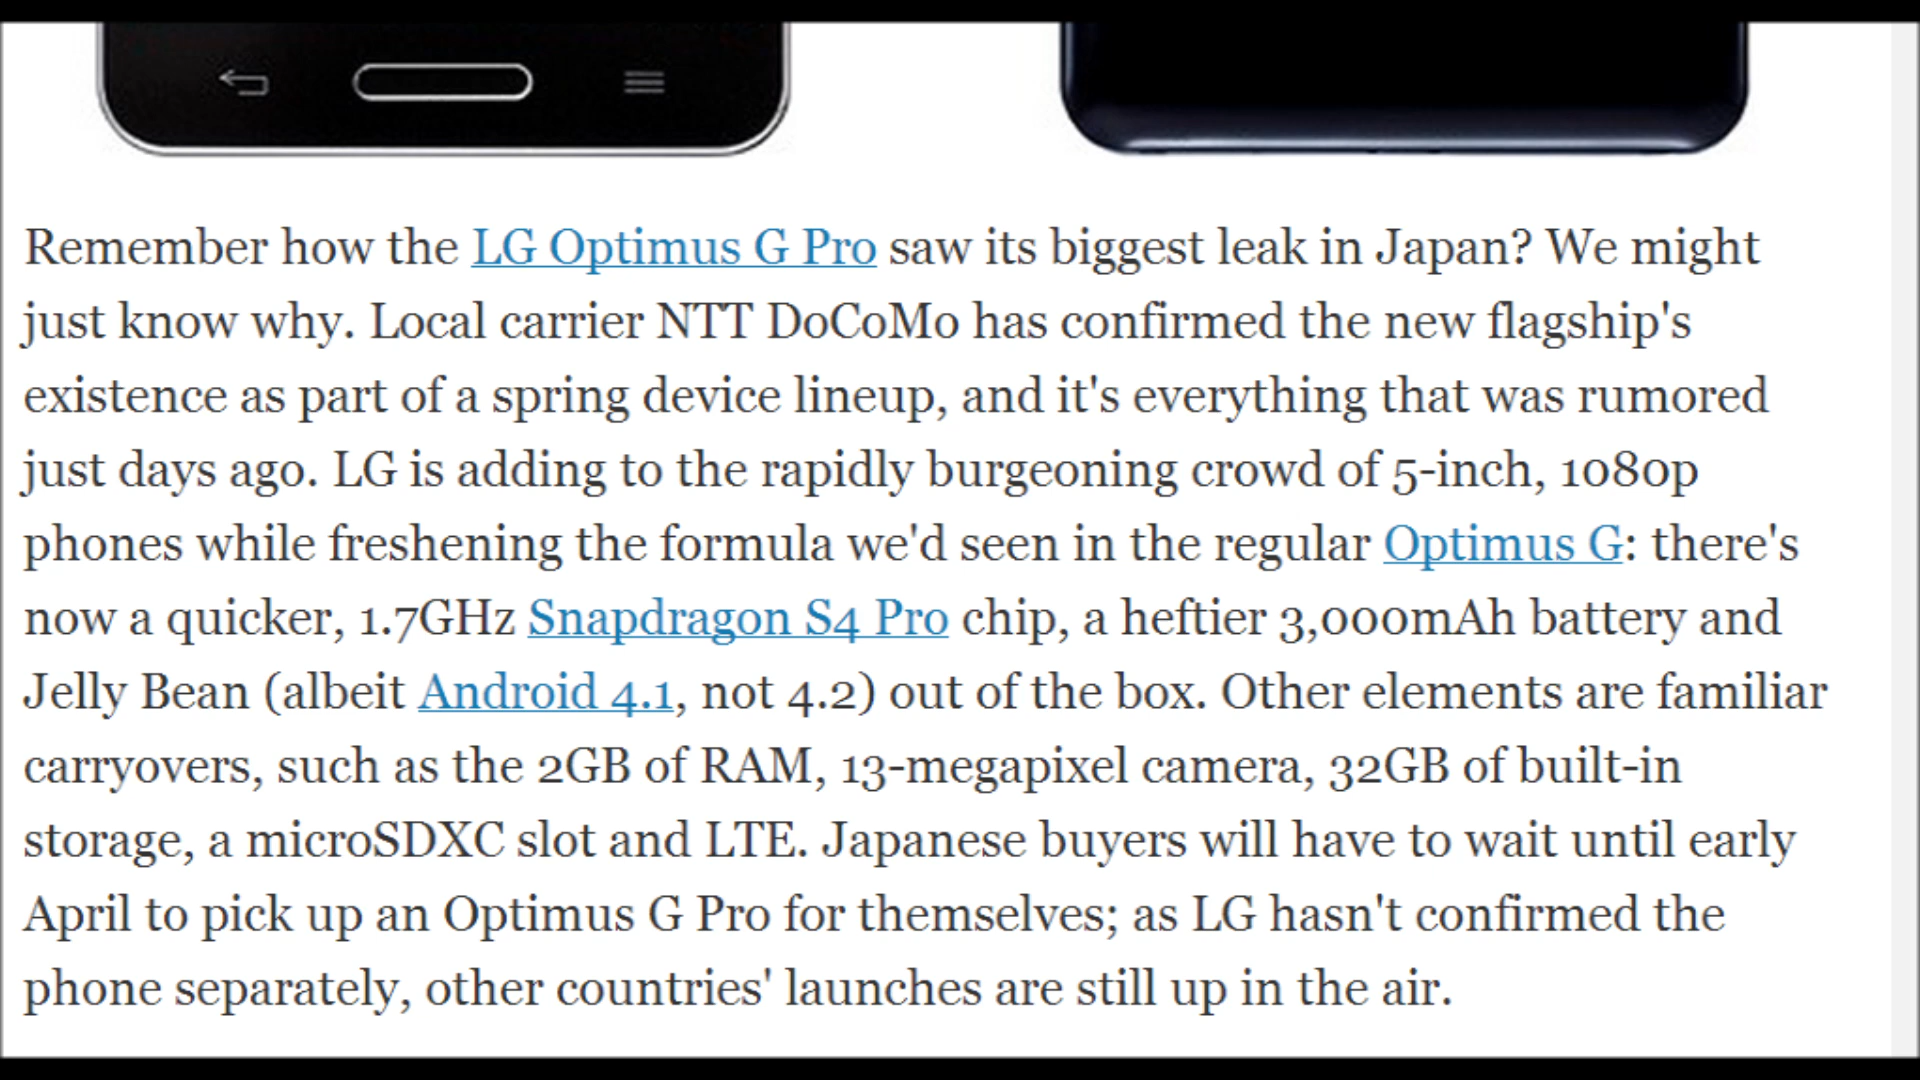 Remember how the LG Optimus G Pro saw its biggest leak in Japan? We might
just know why. Local carrier NTT DoCoMo has confirmed the new flagship's
existence as part of a spring device lineup, and it's everything that was rumored
just days ago. LG is adding to the rapidly burgeoning crowd of 5-inch, 1080p
phones while freshening the formula we'd seen in the regular Optimus G: there's
now a quicker, 1.7GHz Snapdragon S4 Pro chip, a heftier 3,000mAh battery and
Jelly Bean (albeit Android 4.1, not 4.2) out of the box. Other elements are familiar
carryovers, such as the 2GB of RAM, 13-megapixel camera, 32GB of built-in
storage, a microSDXC slot and LTE. Japanese buyers will have to wait until early
April to pick up an Optimus G Pro for themselves; as LG hasn't confirmed the
phone separately, other countries' launches are still up in the air.